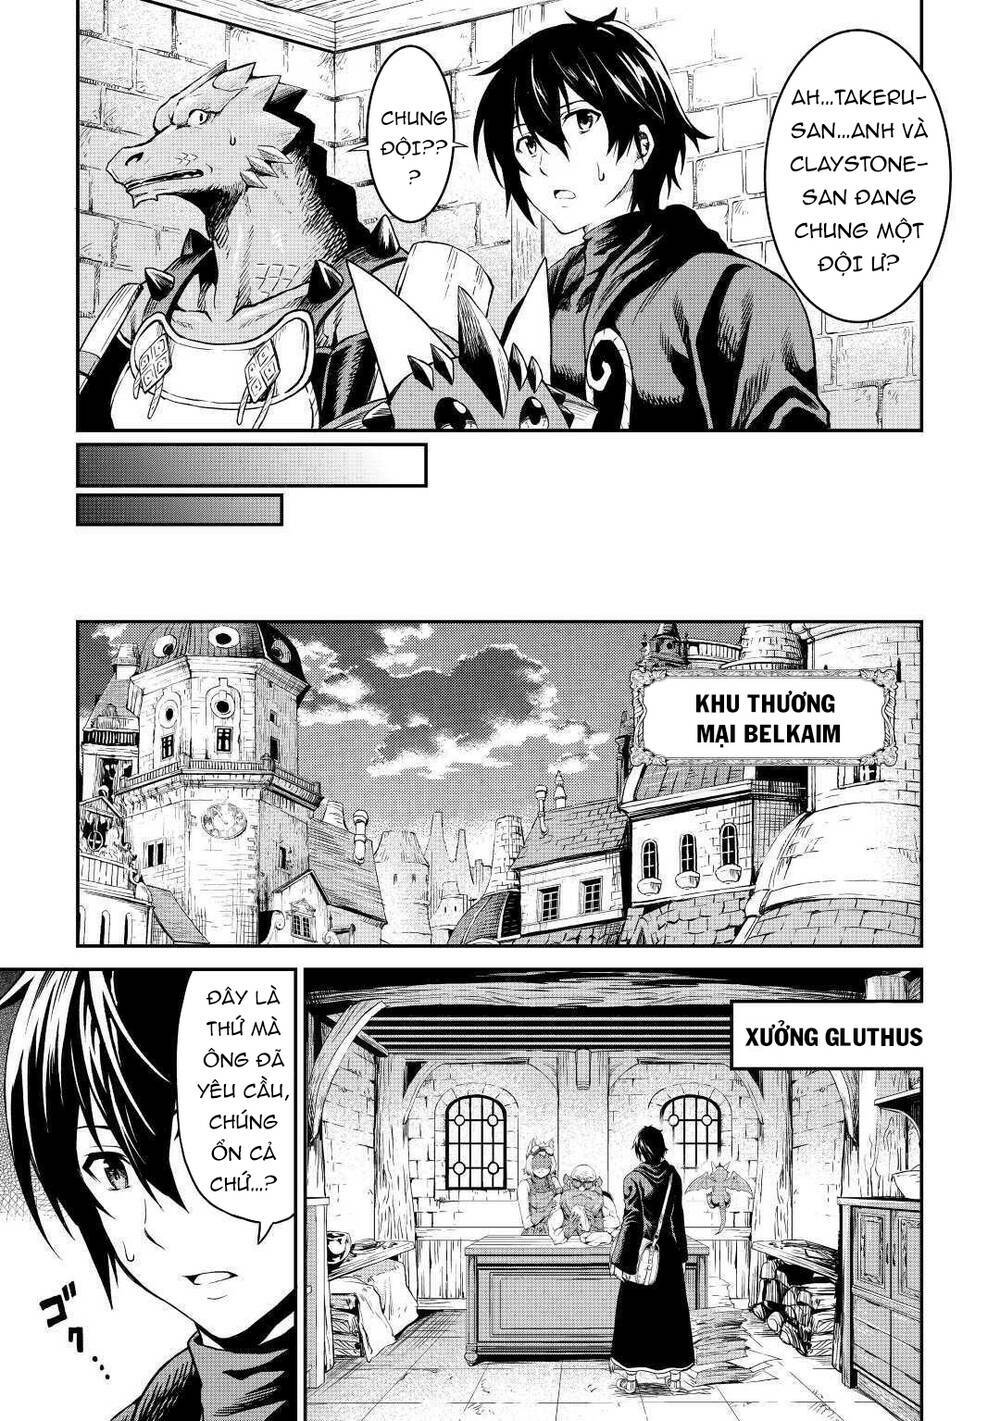 AH...TAKERU-
SAN...ANH VÀ
CLAYSTONE-
SAN ĐANG
CHUNG MỘT
ĐỘI Ư?
CHUNG
ĐỘI??
?
KHU THƯƠNG
MẠI BELKAIM
XƯỞNG GLUTHUS
ĐÂY LÀ
THỨ MÀ
ÔNG ĐÃ
YÊU CẦU,
CHÚNG
ỔN CẢ
CHỨ...?
ゴク…